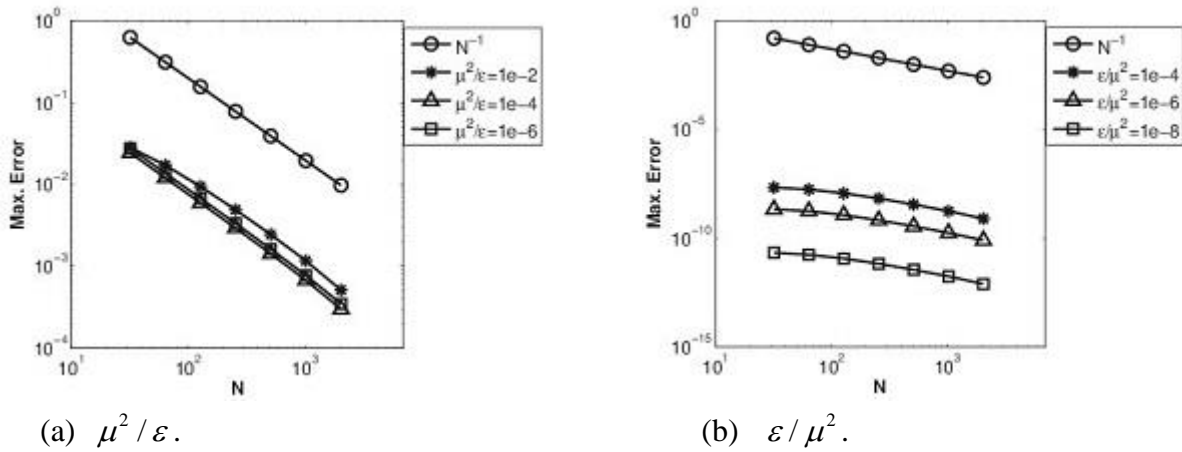 10^0
10^-1
10^-2
10^-3
10^-4
Max. Error
10^1
10^2
10^3
N
N^-1
μ^2/ε=1e-2
μ^2/ε=1e-4
μ^2/ε=1e-6
(a) μ^2 / ε .
10^0
10^-5
10^-10
10^-15
Max. Error
10^1
10^2
10^3
N
N^-1
ε/μ^2=1e-4
ε/μ^2=1e-6
ε/μ^2=1e-8
(b) ε / μ^2 .